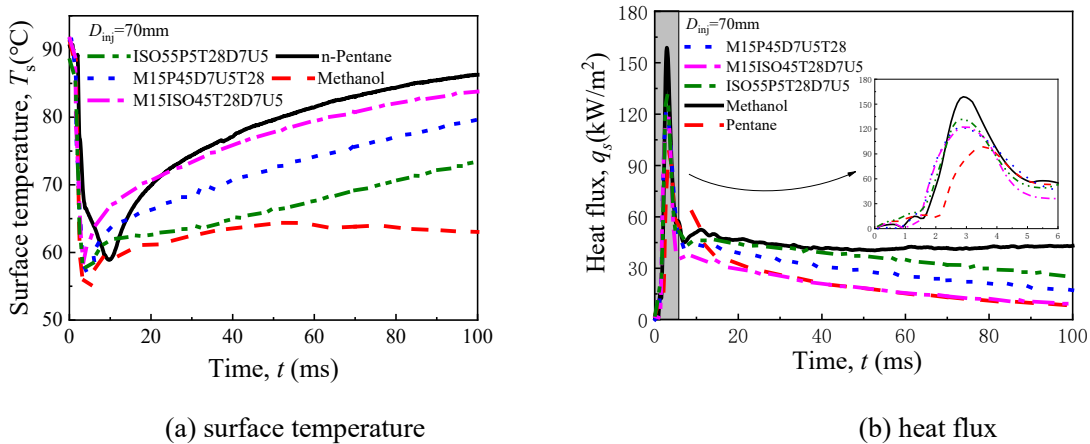 D_inj=70mm
ISO55P5T28D7U5
n-Pentane
M15P45D7U5T28
Methanol
M15ISO45T28D7U5
Surface temperature, T_s(°C)
90
80
70
60
50
0 20 40 60 80 100
Time, t (ms)
(a) surface temperature
D_inj=70mm
M15P45D7U5T28
M15ISO45T28D7U5
ISO55P5T28D7U5
Methanol
Pentane
Heat flux, q_s(kW/m²)
180
150
120
90
60
30
0
0 20 40 60 80 100
Time, t (ms)
180
150
120
90
60
30
0
0 1 2 3 4 5 6
(b) heat flux